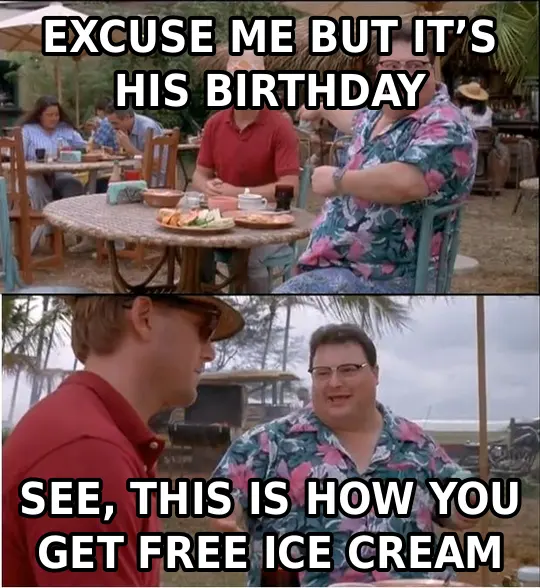 EXCUSE ME BUT IT’S
HIS BIRTHDAY
SEE, THIS IS HOW YOU
GET FREE ICE CREAM